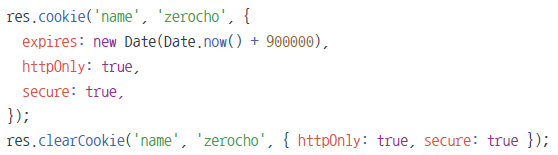 res.cookie('name', 'zerocho', {
  expires: new Date(Date.now() + 900000),
  httpOnly: true,
  secure: true,
});
res.clearCookie('name', 'zerocho', { httpOnly: true, secure: true });